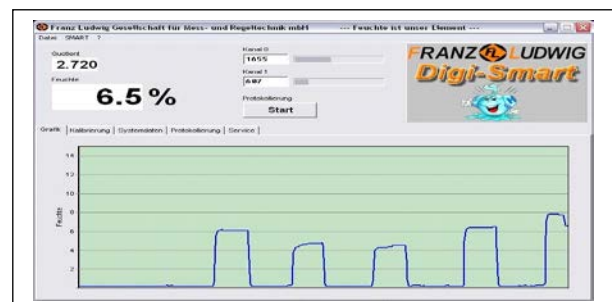 Franz Ludwig Gesellschaft für Mess- und Regeltechnik mbH --- Feuchte ist unser Element ---
Datei SMART ?
Quotient
2.720
Feuchte
6.5 %
Kanal 0
1655
Kanal 1
607
Protokollierung
Start
FRANZ FL LUDWIG
Digi-Smart
Grafik Kalibrierung Systemdaten Protokollierung Service
14
12
10
8
6
4
2
Feuchte